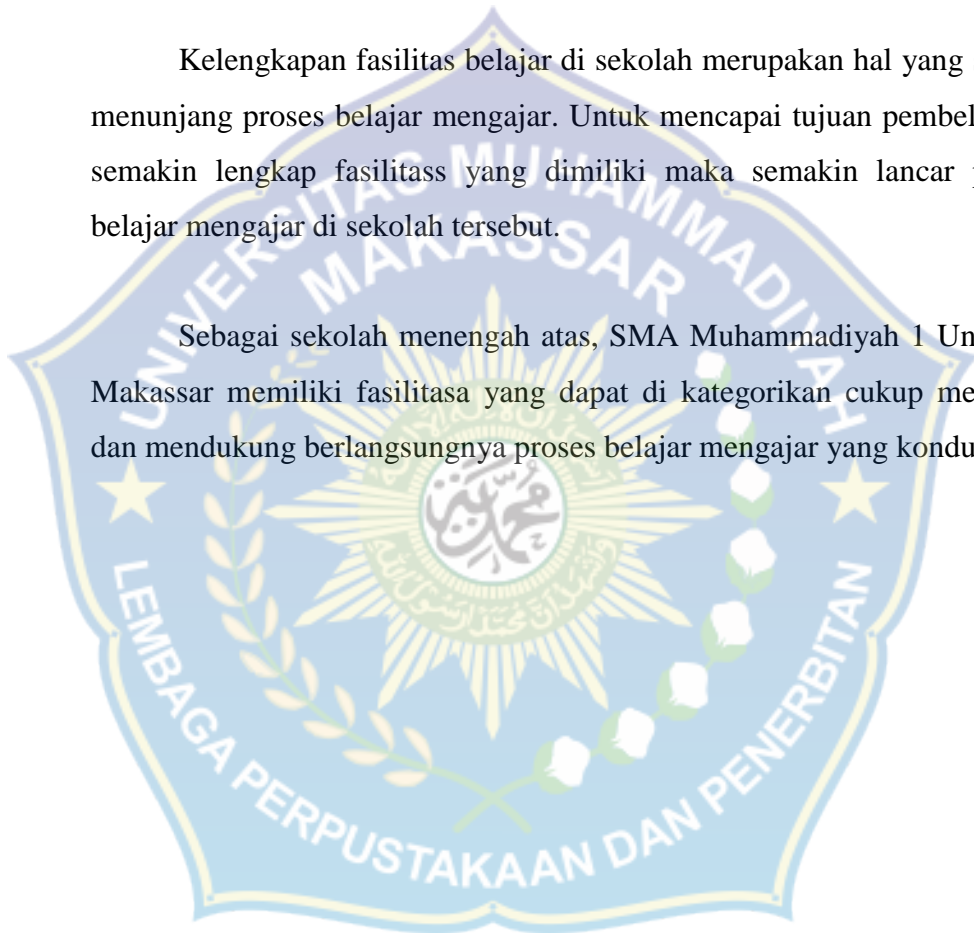 Kelengkapan fasilitas belajar di sekolah merupakan hal yang
menunjang proses belajar mengajar. Untuk mencapai tujuan pembel
semakin lengkap fasilitass yang dimiliki maka semakin lancar
belajar mengajar di sekolah tersebut.
Sebagai sekolah menengah atas, SMA Muhammadiyah 1 Un
Makassar memiliki fasilitasa yang dapat di kategorikan cukup me
dan mendukung berlangsungnya proses belajar mengajar yang kondu
UNIVERSITAS MUHAMMADIYAH
MAKASSAR
LEMBAGA PERPUSTAKAAN DAN PENERBITAN